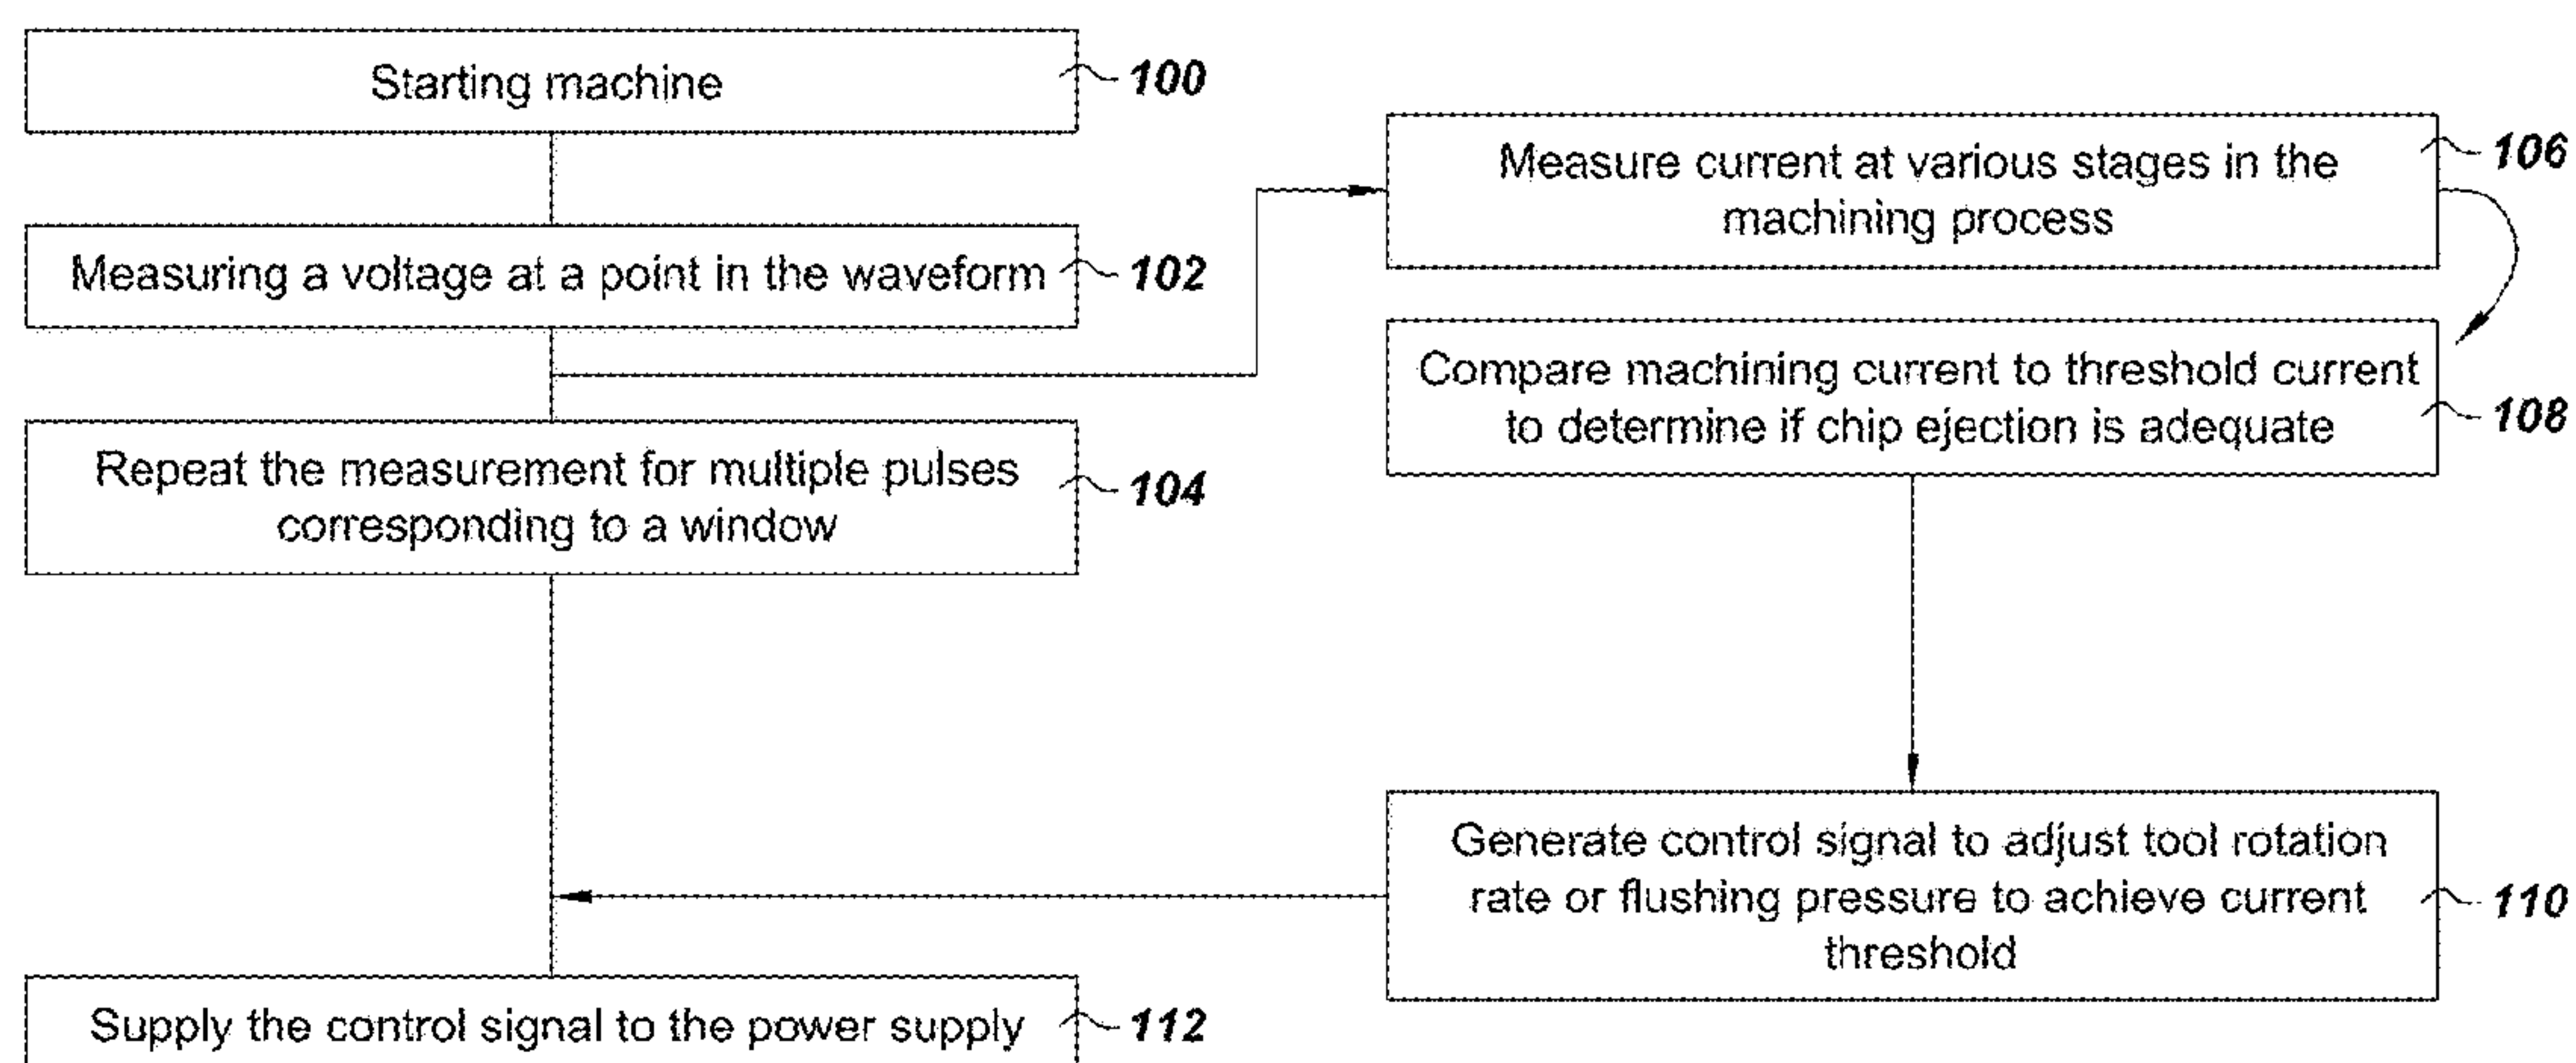 Starting machine
100
Measuring a voltage at a point in the waveform
102
Repeat the measurement for multiple pulses
corresponding to a window
104
Measure current at various stages in the
machining process
106
Compare machining current to threshold current
to determine if chip ejection is adequate
108
Generate control signal to adjust tool rotation
rate or flushing pressure to achieve current
threshold
110
Supply the control signal to the power supply
112